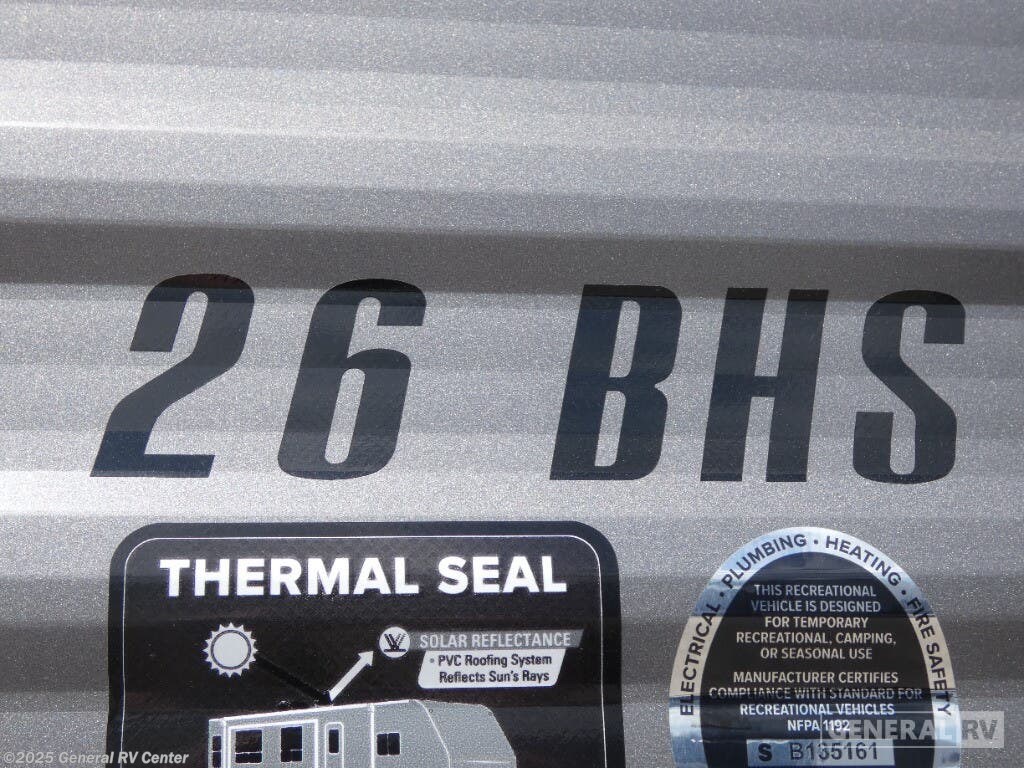 26 BHS
THERMAL SEAL
SOLAR REFLECTANCE
• PVC Roofing System
Reflects Sun's Rays
ELECTRICAL • PLUMBING • HEATING • FIRE SAFETY
THIS RECREATIONAL
VEHICLE IS DESIGNED
FOR TEMPORARY
RECREATIONAL, CAMPING,
OR SEASONAL USE
MANUFACTURER CERTIFIES
COMPLIANCE WITH STANDARD FOR
RECREATIONAL VEHICLES
NFPA 1192
S B135161
GENERAL RV
©2025 General RV Center